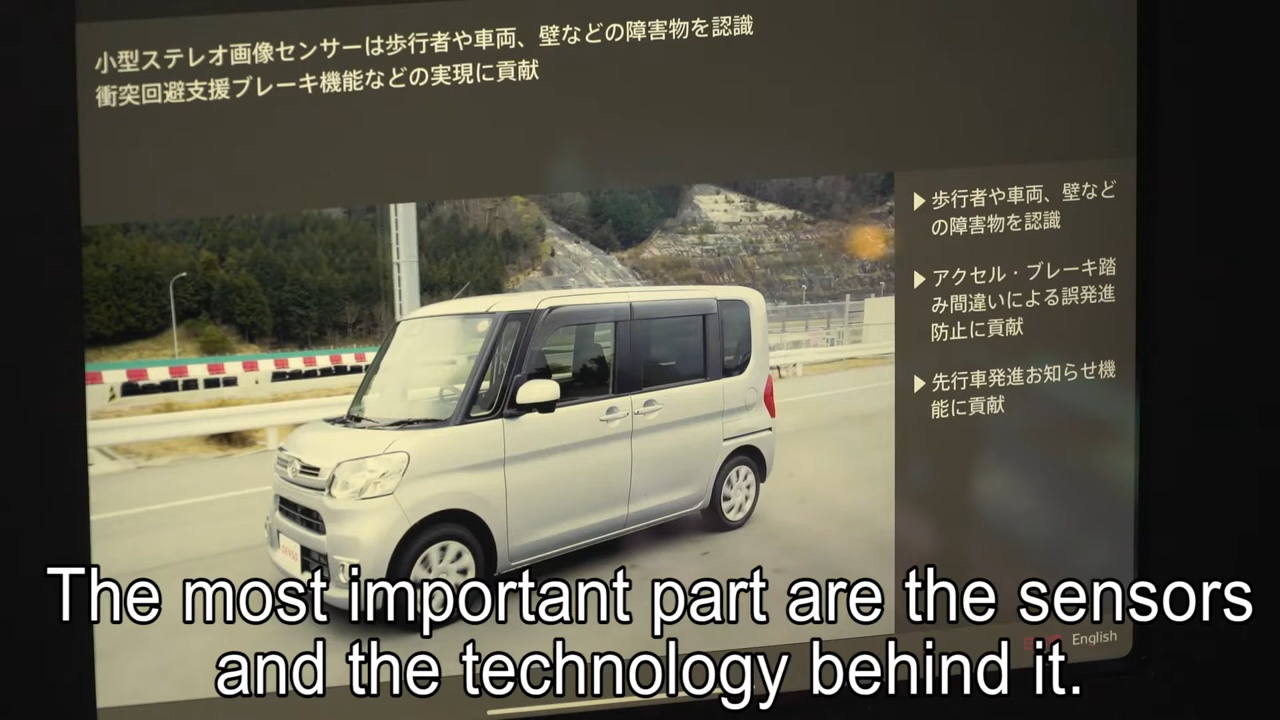 小型ステレオ画像センサーは歩行者や車両、壁などの障害物を認識
衝突回避支援ブレーキ機能などの実現に貢献
▶歩行者や車両、壁など
の障害物を認識
▶アクセル・ブレーキ踏
み間違いによる誤発進
防止に貢献
▶先行車発進お知らせ機
能に貢献
DENSO
English
The most important part are the sensors
and the technology behind it.